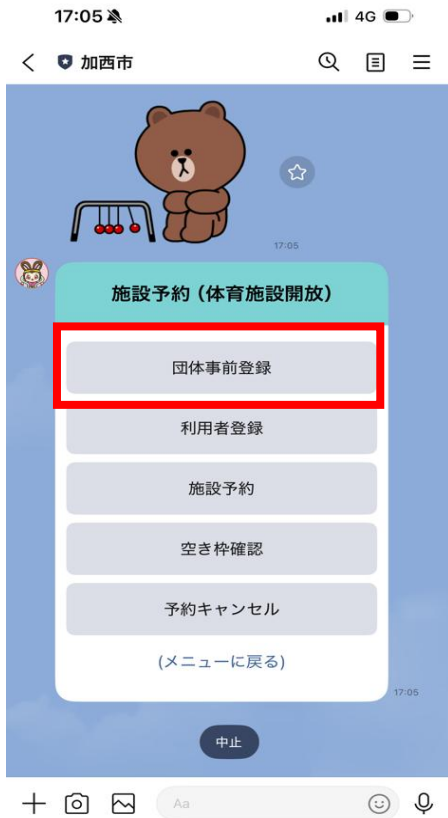 17:05 4G
加西市
17:05
施設予約（体育施設開放）
団体事前登録
利用者登録
施設予約
空き枠確認
予約キャンセル
(メニューに戻る)
17:05
中止
Aa